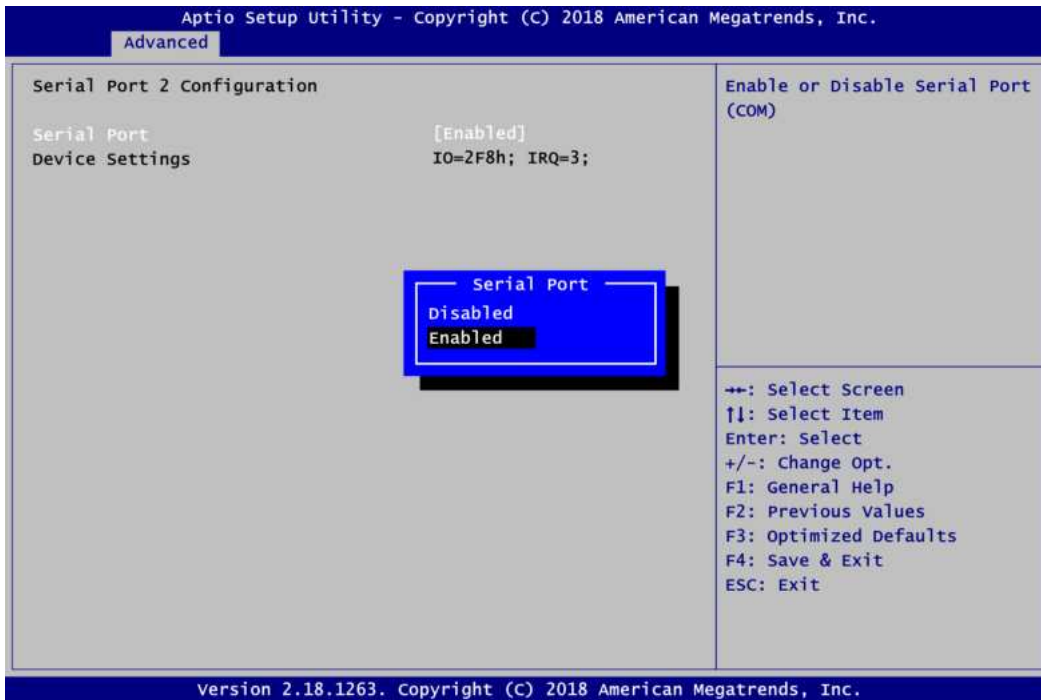 Aptio Setup Utility - Copyright (C) 2018 American Megatrends, Inc.
Advanced
Serial Port 2 Configuration
Serial Port [Enabled]
Device Settings IO=2F8h; IRQ=3;
Serial Port
Disabled
Enabled
Enable or Disable Serial Port
(COM)
→←: Select Screen
↑↓: Select Item
Enter: Select
+/-: Change Opt.
F1: General Help
F2: Previous Values
F3: Optimized Defaults
F4: Save & Exit
ESC: Exit
Version 2.18.1263. Copyright (C) 2018 American Megatrends, Inc.